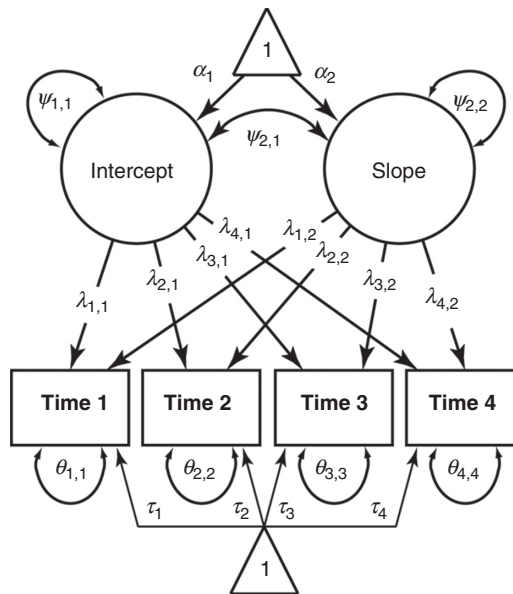 1
α1 α2
ψ1,1 ψ2,1 ψ2,2
Intercept Slope
λ4,1 λ1,2
λ3,1 λ2,2
λ2,1 λ3,2
λ1,1 λ4,2
Time 1 Time 2 Time 3 Time 4
θ1,1 θ2,2 θ3,3 θ4,4
τ1 τ2 τ3 τ4
1